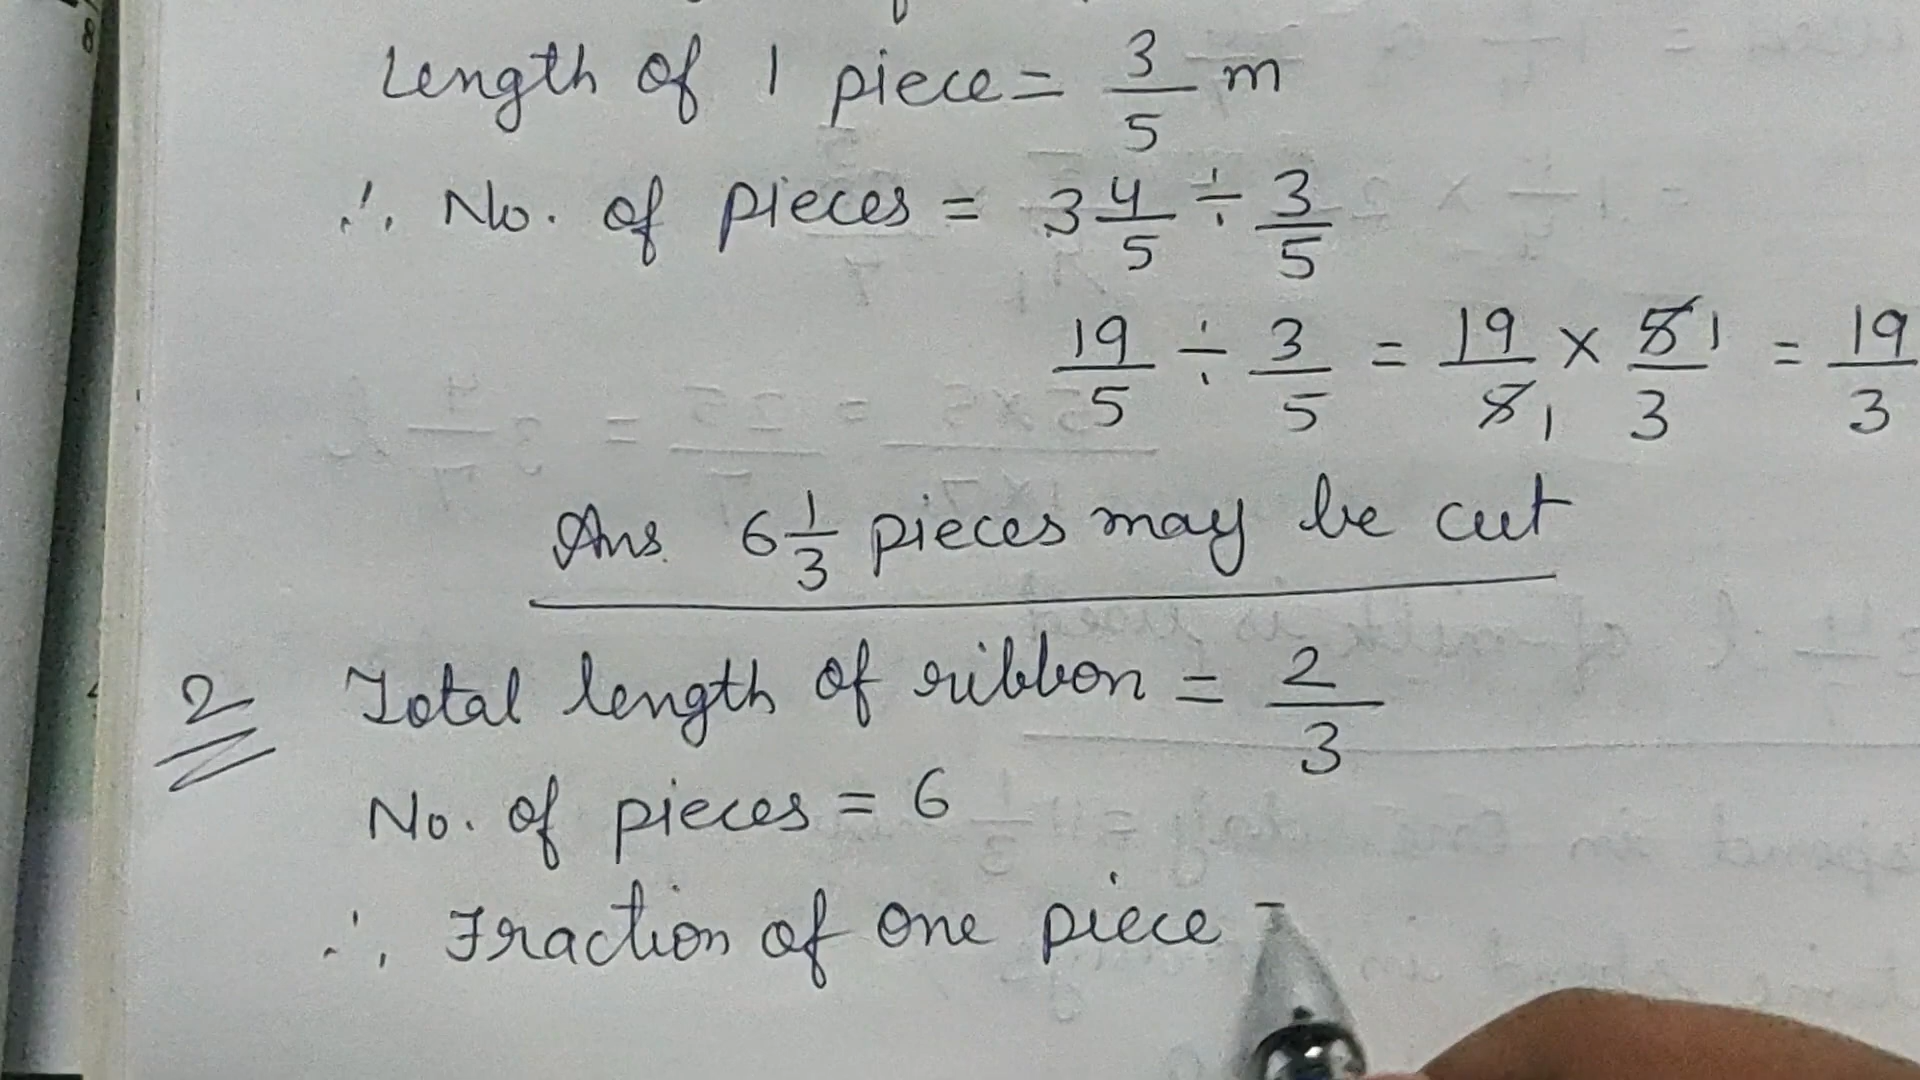 Length of 1 piece = 3/5 m
∴ No. of pieces = 3 4/5 ÷ 3/5
19/5 ÷ 3/5 = 19/5 1 × 5 1/3 = 19/3
Ans. 6 1/3 pieces may be cut
2 Total length of ribbon = 2/3
No. of pieces = 6
∴ Fraction of one piece